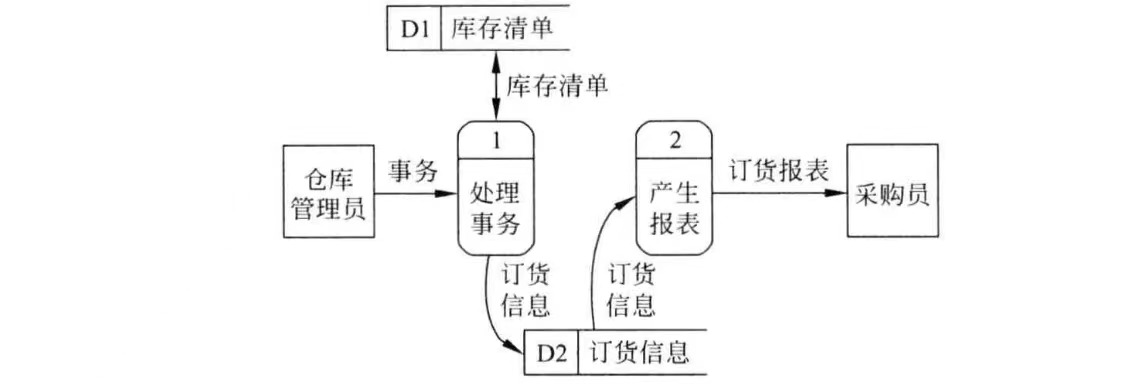 D1 库存清单
库存清单
1
2
仓库
管理员
事务
处理
事务
产生
报表
订货报表
采购员
订货
信息
订货
信息
D2 订货信息